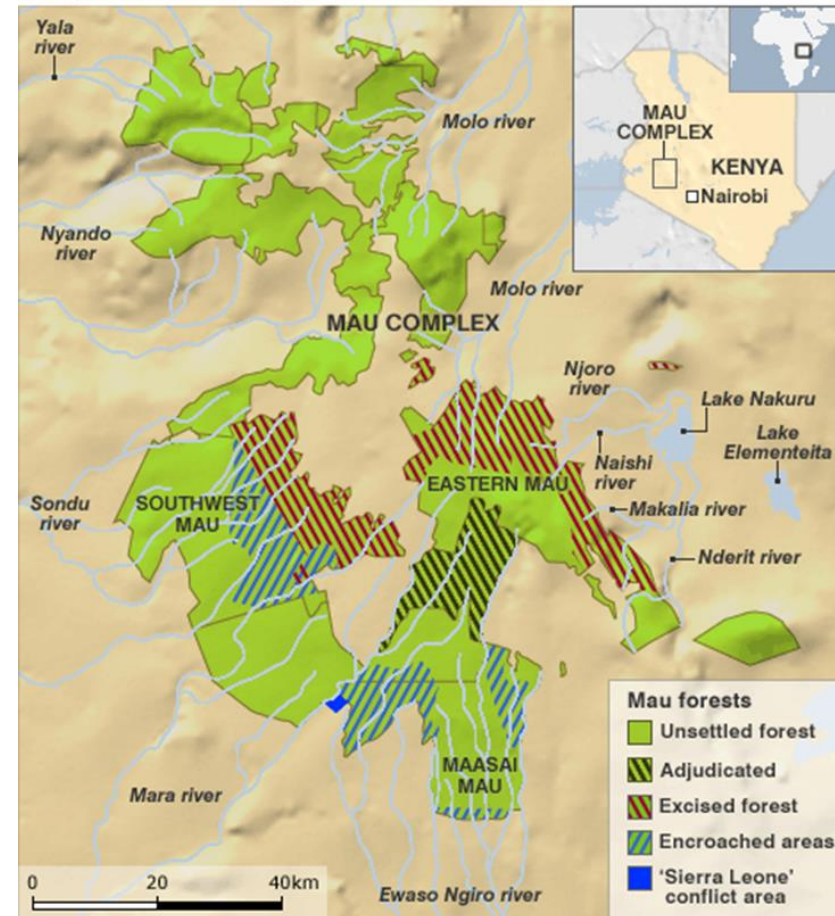 Yala
river
Molo river
MAU
COMPLEX
KENYA
Nairobi
Nyando
river
Molo river
MAU COMPLEX
Njoro
river
Lake Nakuru
Lake
Elementeita
EASTERN MAU
Naishi
river
SOUTHWEST
MAU
Sondu
river
Makalia river
Nderit river
Mau forests
Unsettled forest
Adjudicated
Excised forest
Encroached areas
'Sierra Leone'
conflict area
MAASAI
MAU
Mara river
0 20 40km
Ewaso Ngiro river